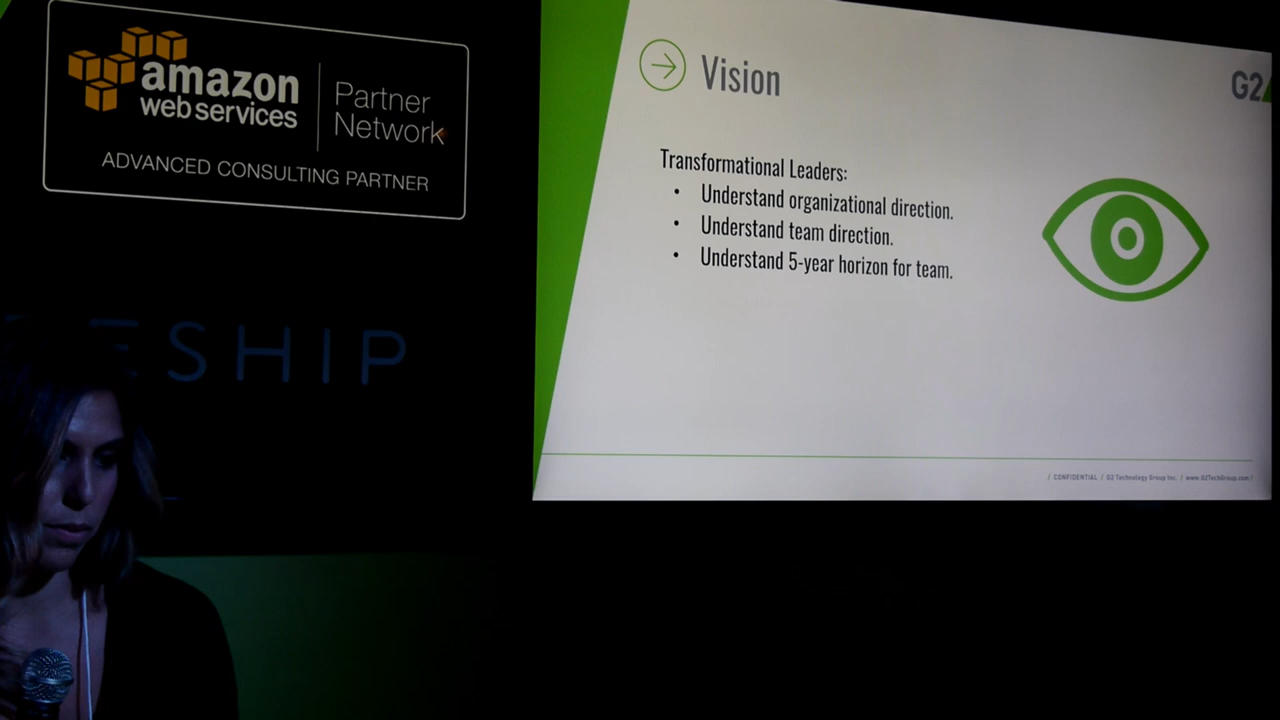 amazon
web services
Partner
Network
ADVANCED CONSULTING PARTNER
ESHIP
Vision
G2
Transformational Leaders:
• Understand organizational direction.
• Understand team direction.
• Understand 5-year horizon for team.
/ CONFIDENTIAL / G2 Technology Group Inc. / www.G2TechGroup.com /